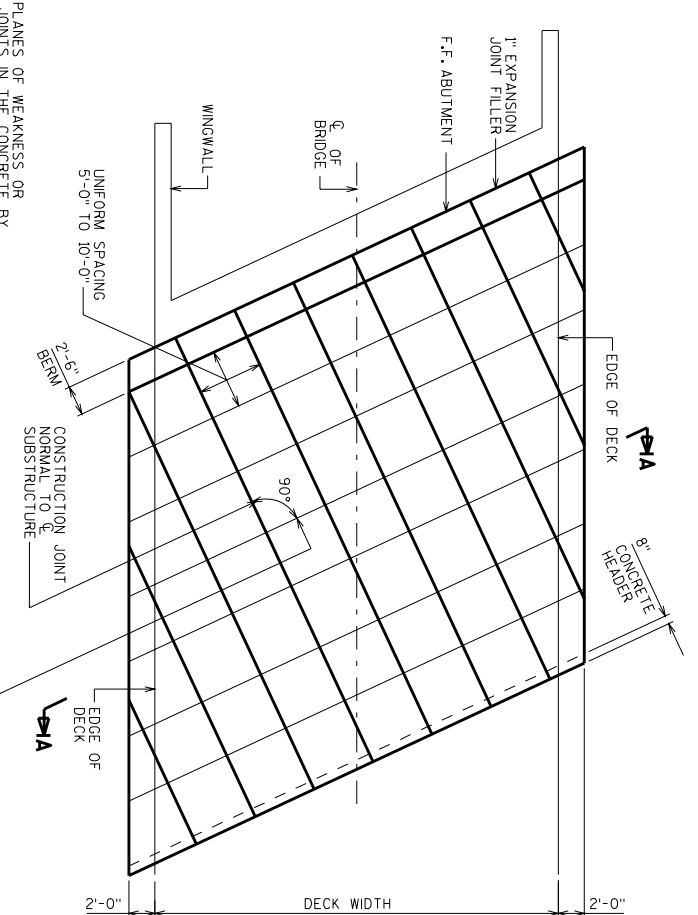 PLANES OF WEAKNESS OR
JOINTS IN THE CONCRETE BY
1" EXPANSION
JOINT FILLER
F.F. ABUTMENT
℄ OF
BRIDGE
WINGWALL
UNIFORM SPACING
5'-0" TO 10'-0"
2'-6"
BERM
CONSTRUCTION JOINT
NORMAL TO ℄
SUBSTRUCTURE
90°
EDGE OF DECK
A
8"
CONCRETE
HEADER
EDGE OF
DECK
A
2'-0"
DECK WIDTH
2'-0"